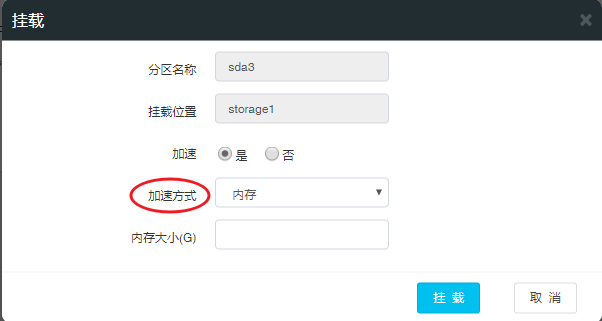 挂载
分区名称 sda3
挂载位置 storage1
加速 是 否
加速方式 内存
内存大小(G)
挂 载 取 消